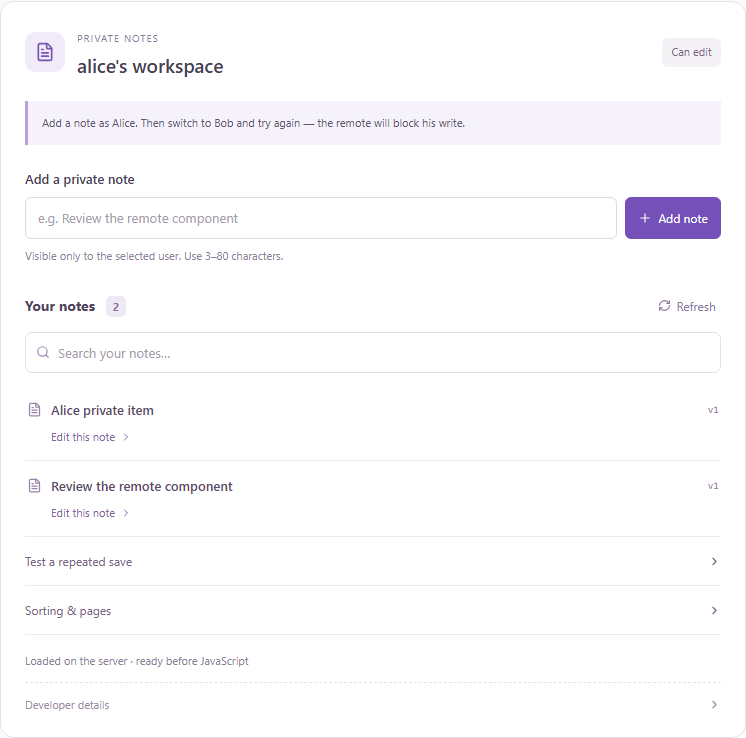 PRIVATE NOTES
alice's workspace
Can edit
Add a note as Alice. Then switch to Bob and try again — the remote will block his write.
Add a private note
e.g. Review the remote component
+ Add note
Visible only to the selected user. Use 3–80 characters.
Your notes 2
Refresh
Search your notes...
Alice private item v1
Edit this note
Review the remote component v1
Edit this note
Test a repeated save
Sorting & pages
Loaded on the server · ready before JavaScript
Developer details